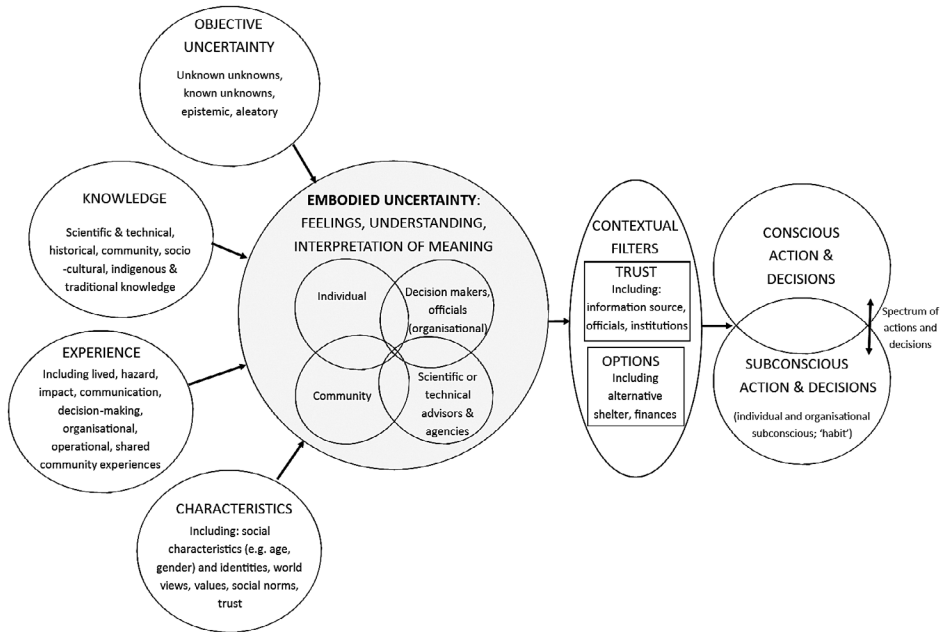 OBJECTIVE
UNCERTAINTY
Unknown unknowns,
known unknowns,
epistemic, aleatory
KNOWLEDGE
Scientific & technical,
historical, community, socio
-cultural, indigenous &
traditional knowledge
EXPERIENCE
Including lived, hazard,
impact, communication,
decision-making,
organisational,
operational, shared
community experiences
CHARACTERISTICS
Including: social
characteristics (e.g. age,
gender) and identities, world
views, values, social norms,
trust
EMBODIED UNCERTAINTY:
FEELINGS, UNDERSTANDING,
INTERPRETATION OF MEANING
Individual
Decision makers,
officials
(organisational)
Community
Scientific or
technical
advisors &
agencies
CONTEXTUAL
FILTERS
TRUST
Including:
information source,
officials, institutions
OPTIONS
Including
alternative
shelter, finances
CONSCIOUS
ACTION &
DECISIONS
SUBCONSCIOUS
ACTION & DECISIONS
(individual and organisational
subconscious; ‘habit’)
Spectrum of
actions and
decisions